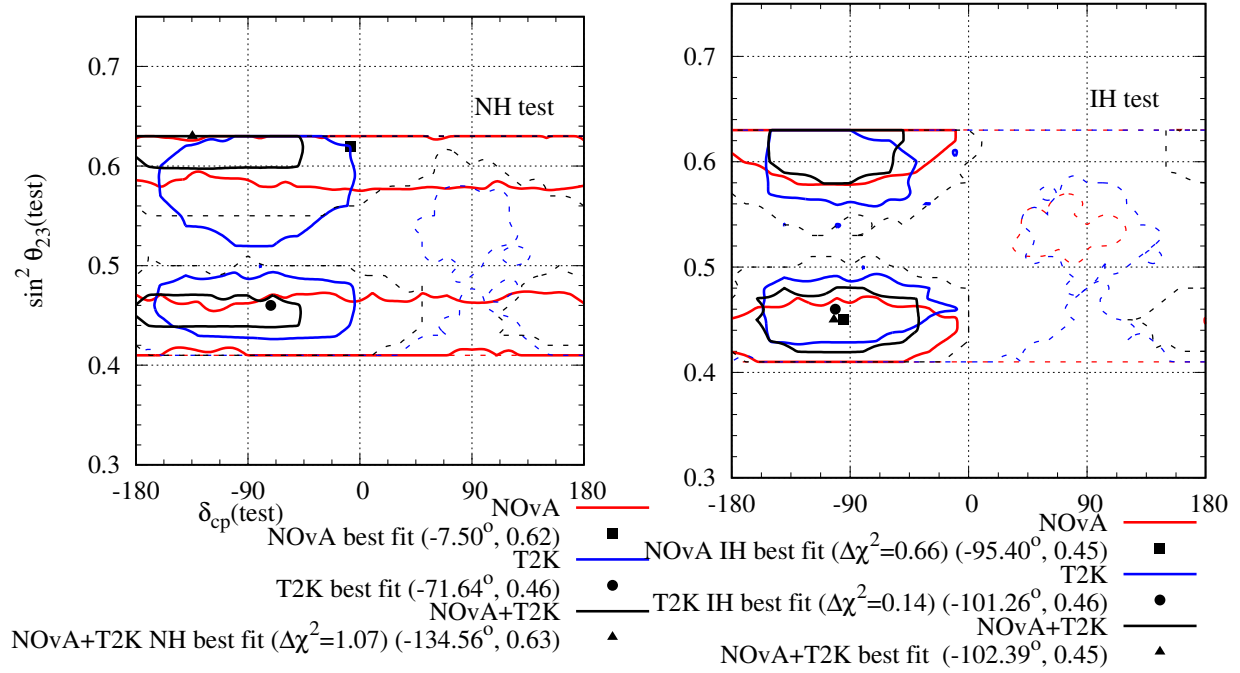 NH test
IH test
0.7
0.6
0.5
0.4
0.3
sin² θ₂₃(test)
-180 -90 0 90 180
δcp(test)
NOvA
NOvA best fit (-7.50°, 0.62)
T2K
T2K best fit (-71.64°, 0.46)
NOvA+T2K
NOvA+T2K NH best fit (Δχ²=1.07) (-134.56°, 0.63)
0.7
0.6
0.5
0.4
0.3
-180 -90 0 90 180
NOvA
NOvA IH best fit (Δχ²=0.66) (-95.40°, 0.45)
T2K
T2K IH best fit (Δχ²=0.14) (-101.26°, 0.46)
NOvA+T2K
NOvA+T2K best fit (-102.39°, 0.45)